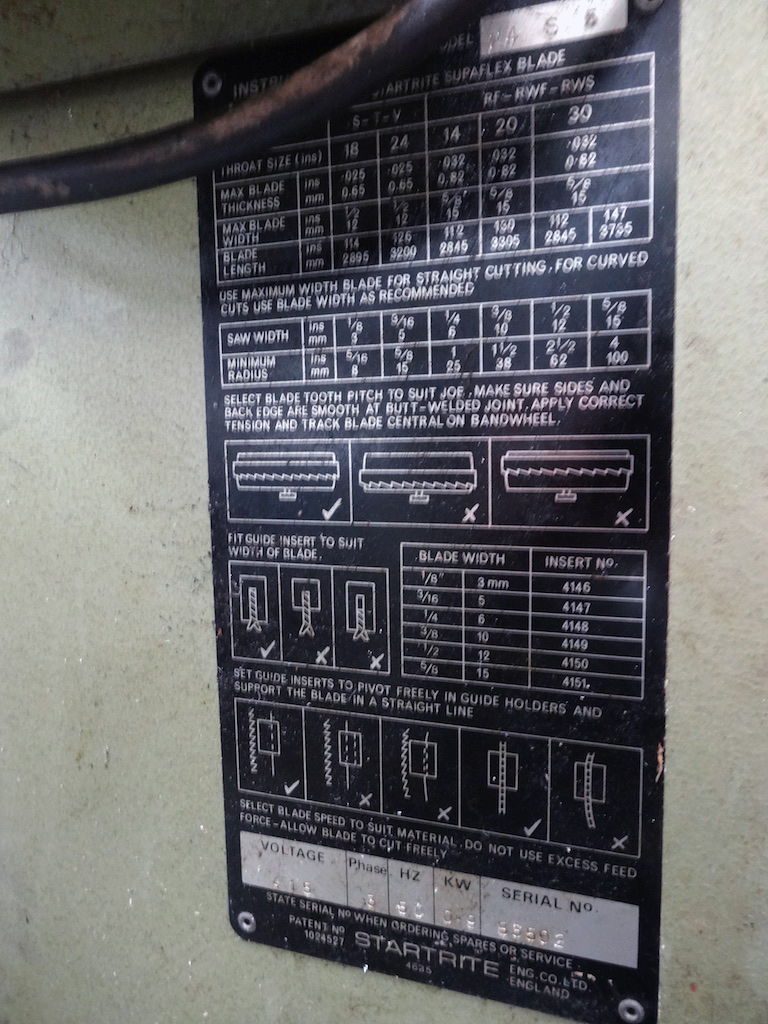 MODEL
STARTRITE SUPAFLEX BLADE
S-T-V RF-RWF-RWS
THROAT SIZE (ins) 18 24 14 20 30
MAX BLADE THICKNESS ins mm .025 0.65 .025 0.65 .032 0.82 .032 0.82 .032 0.82
MAX BLADE WIDTH ins mm 1/2 12 1/2 12 5/8 15 5/8 15 5/8 15
BLADE LENGTH ins mm 114 2895 126 3200 112 2845 130 3305 112 2845 147 3735
USE MAXIMUM WIDTH BLADE FOR STRAIGHT CUTTING, FOR CURVED
CUTS USE BLADE WIDTH AS RECOMMENDED
SAW WIDTH ins mm 1/8 3 3/16 5 1/4 6 3/8 10 1/2 12 5/8 15
MINIMUM RADIUS ins mm 5/16 8 5/8 15 1 25 1 1/2 38 2 1/2 62 4 100
SELECT BLADE TOOTH PITCH TO SUIT JOB, MAKE SURE SIDES AND
BACK EDGE ARE SMOOTH AT BUTT-WELDED JOINT, APPLY CORRECT
TENSION AND TRACK BLADE CENTRAL ON BANDWHEEL.
FIT GUIDE INSERT TO SUIT
WIDTH OF BLADE.
BLADE WIDTH INSERT No.
1/8" 3mm 4146
3/16 5 4147
1/4 6 4148
3/8 10 4149
1/2 12 4150
5/8 15 4151.
SET GUIDE INSERTS TO PIVOT FREELY IN GUIDE HOLDERS AND
SUPPORT THE BLADE IN A STRAIGHT LINE
SELECT BLADE SPEED TO SUIT MATERIAL. DO NOT USE EXCESS FEED
FORCE-ALLOW BLADE TO CUT FREELY
VOLTAGE Phase HZ KW SERIAL No.
STATE SERIAL No WHEN ORDERING SPARES OR SERVICE
PATENT No
1024527
STARTRITE
4635
ENG.CO.LTD.
ENGLAND